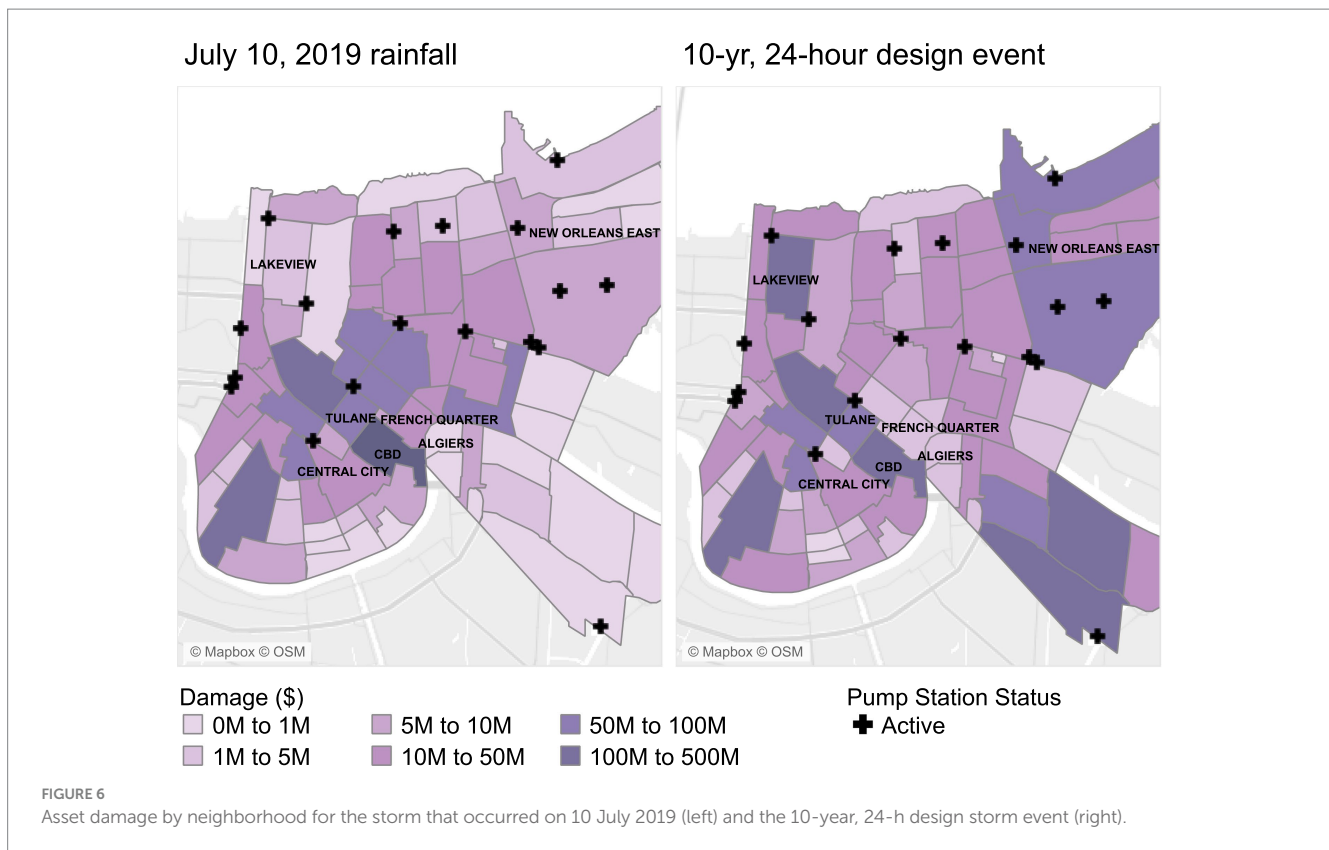 July 10, 2019 rainfall
10-yr, 24-hour design event
NEW ORLEANS EAST
LAKEVIEW
TULANE
FRENCH QUARTER
ALGIERS
CBD
CENTRAL CITY
© Mapbox © OSM
NEW ORLEANS EAST
LAKEVIEW
TULANE
FRENCH QUARTER
ALGIERS
CBD
CENTRAL CITY
© Mapbox © OSM
Damage ($)
0M to 1M
5M to 10M
50M to 100M
1M to 5M
10M to 50M
100M to 500M
Pump Station Status
Active
FIGURE 6
Asset damage by neighborhood for the storm that occurred on 10 July 2019 (left) and the 10-year, 24-h design storm event (right).